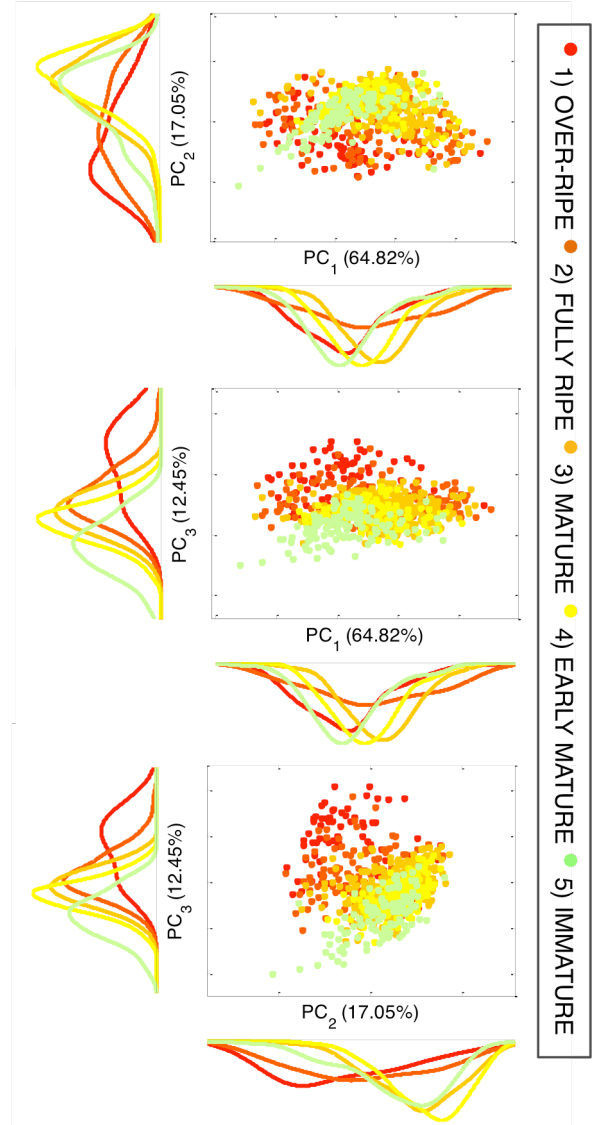 PC2 (17.05%)
PC1 (64.82%)
PC3 (12.45%)
PC1 (64.82%)
PC3 (12.45%)
PC2 (17.05%)
1) OVER-RIPE 2) FULLY RIPE 3) MATURE 4) EARLY MATURE 5) IMMATURE